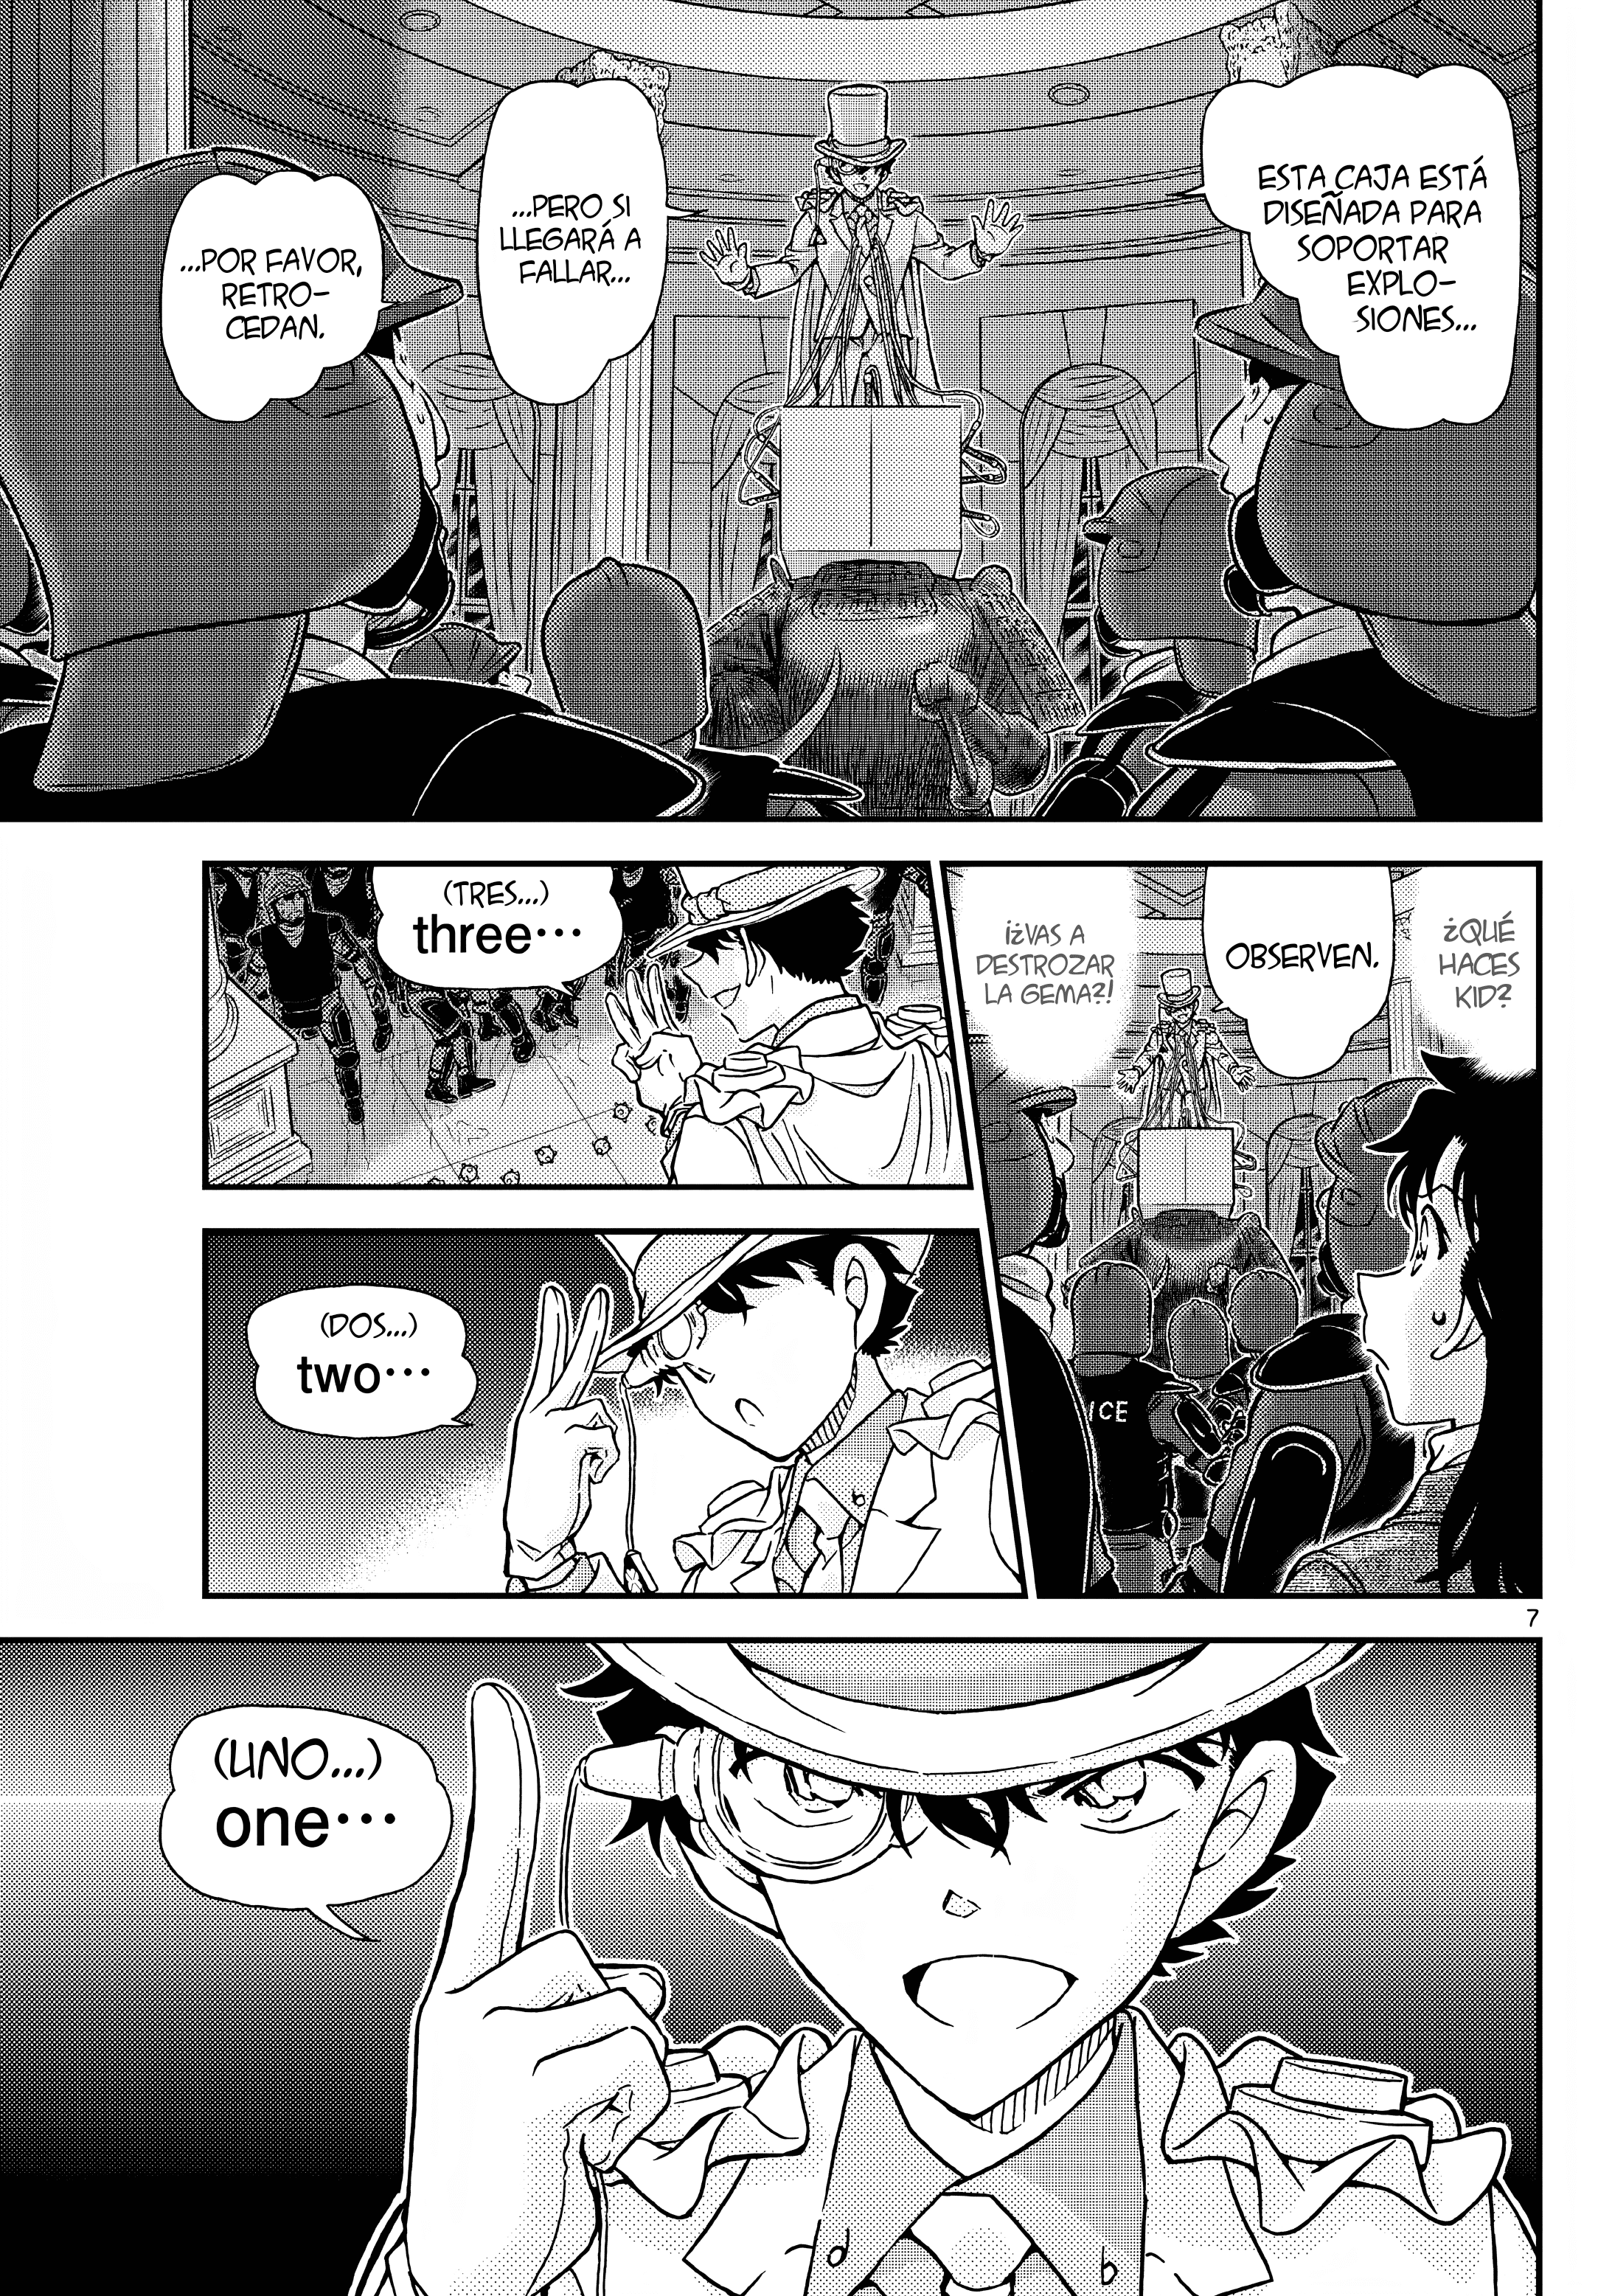 ESTA CAJA ESTÁ
DISEÑADA PARA
SOPORTAR
EXPLO-
SIONES...
...PERO SI
LLEGARÁ A
FALLAR...
...POR FAVOR,
RETRO-
CEDAN.
¿QUÉ
HACES
KID?
OBSERVEN.
¡¿VAS A
DESTROZAR
LA GEMA?!
ICE
(TRES...)
three…
(DOS...)
two…
7
(UNO...)
one…